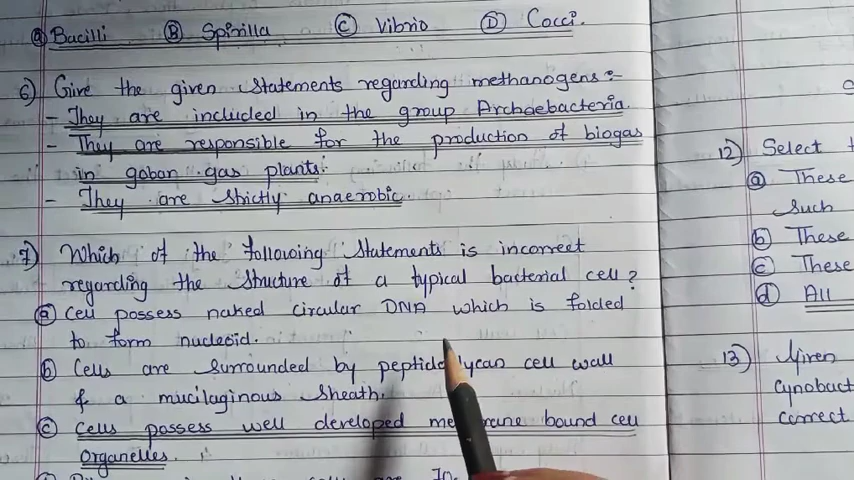 ⓐ Bacilli Ⓑ Spirilla Ⓒ Vibrio Ⓓ Cocci.
6) Give the given statements regarding methanogens:-
- They are included in the group Archaebacteria.
- They are responsible for the production of biogas
in goban gas plants.
- They are strictly anaerobic.
7) Which of the following statements is incorrect
regarding the structure of a typical bacterial cell?
ⓐ Cell possess naked circular DNA which is folded
to form nucleoid.
ⓑ Cells are surrounded by peptidoglycan cell wall
& a mucilaginous sheath.
ⓒ Cells possess well developed membrane bound cell
organelles.
are 70
12) Select
ⓐ These
such
ⓑ These
ⓒ These
ⓓ All
13) Given
cynobact
correct